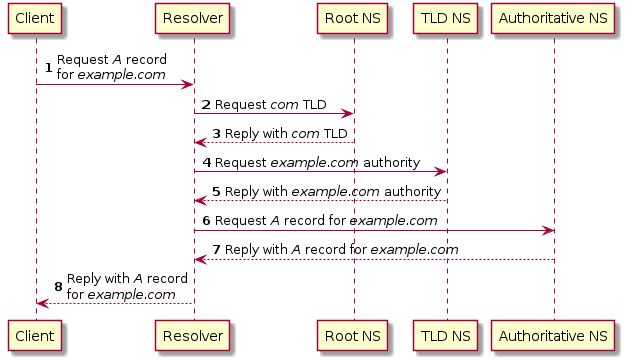 Client Resolver Root NS TLD NS Authoritative NS
1 Request A record
for example.com
2 Request com TLD
3 Reply with com TLD
4 Request example.com authority
5 Reply with example.com authority
6 Request A record for example.com
7 Reply with A record for example.com
8 Reply with A record
for example.com
Client Resolver Root NS TLD NS Authoritative NS